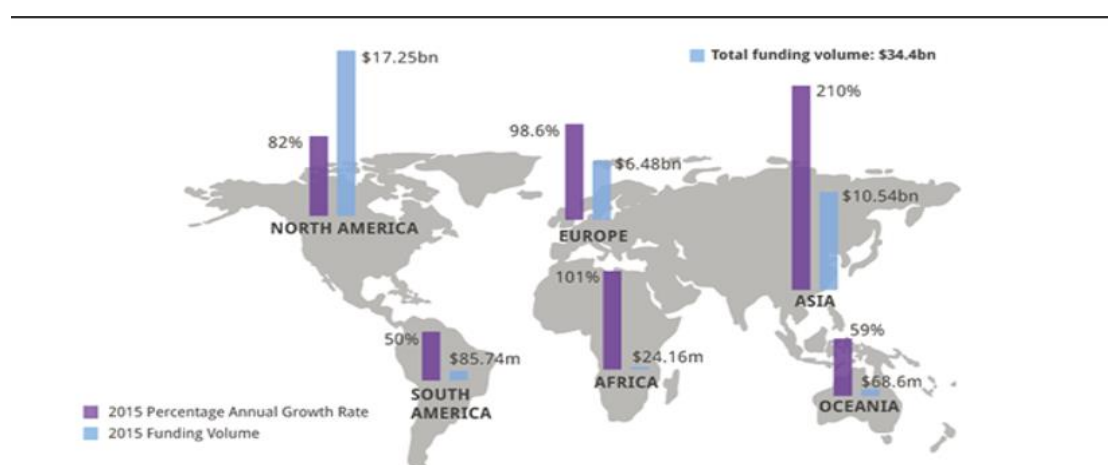 $17.25bn
Total funding volume: $34.4bn
210%
98.6%
82%
$6.48bn
$10.54bn
NORTH AMERICA
EUROPE
101%
ASIA
59%
50%
$85.74m
$24.16m
AFRICA
$68.6m
SOUTH
AMERICA
OCEANIA
2015 Percentage Annual Growth Rate
2015 Funding Volume